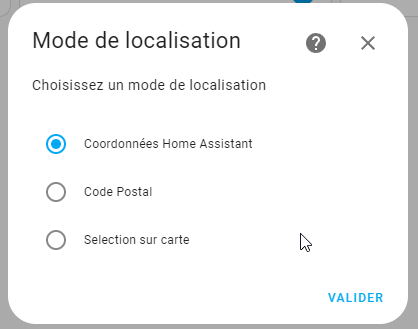 Mode de localisation
Choisissez un mode de localisation
Coordonnées Home Assistant
Code Postal
Selection sur carte
VALIDER